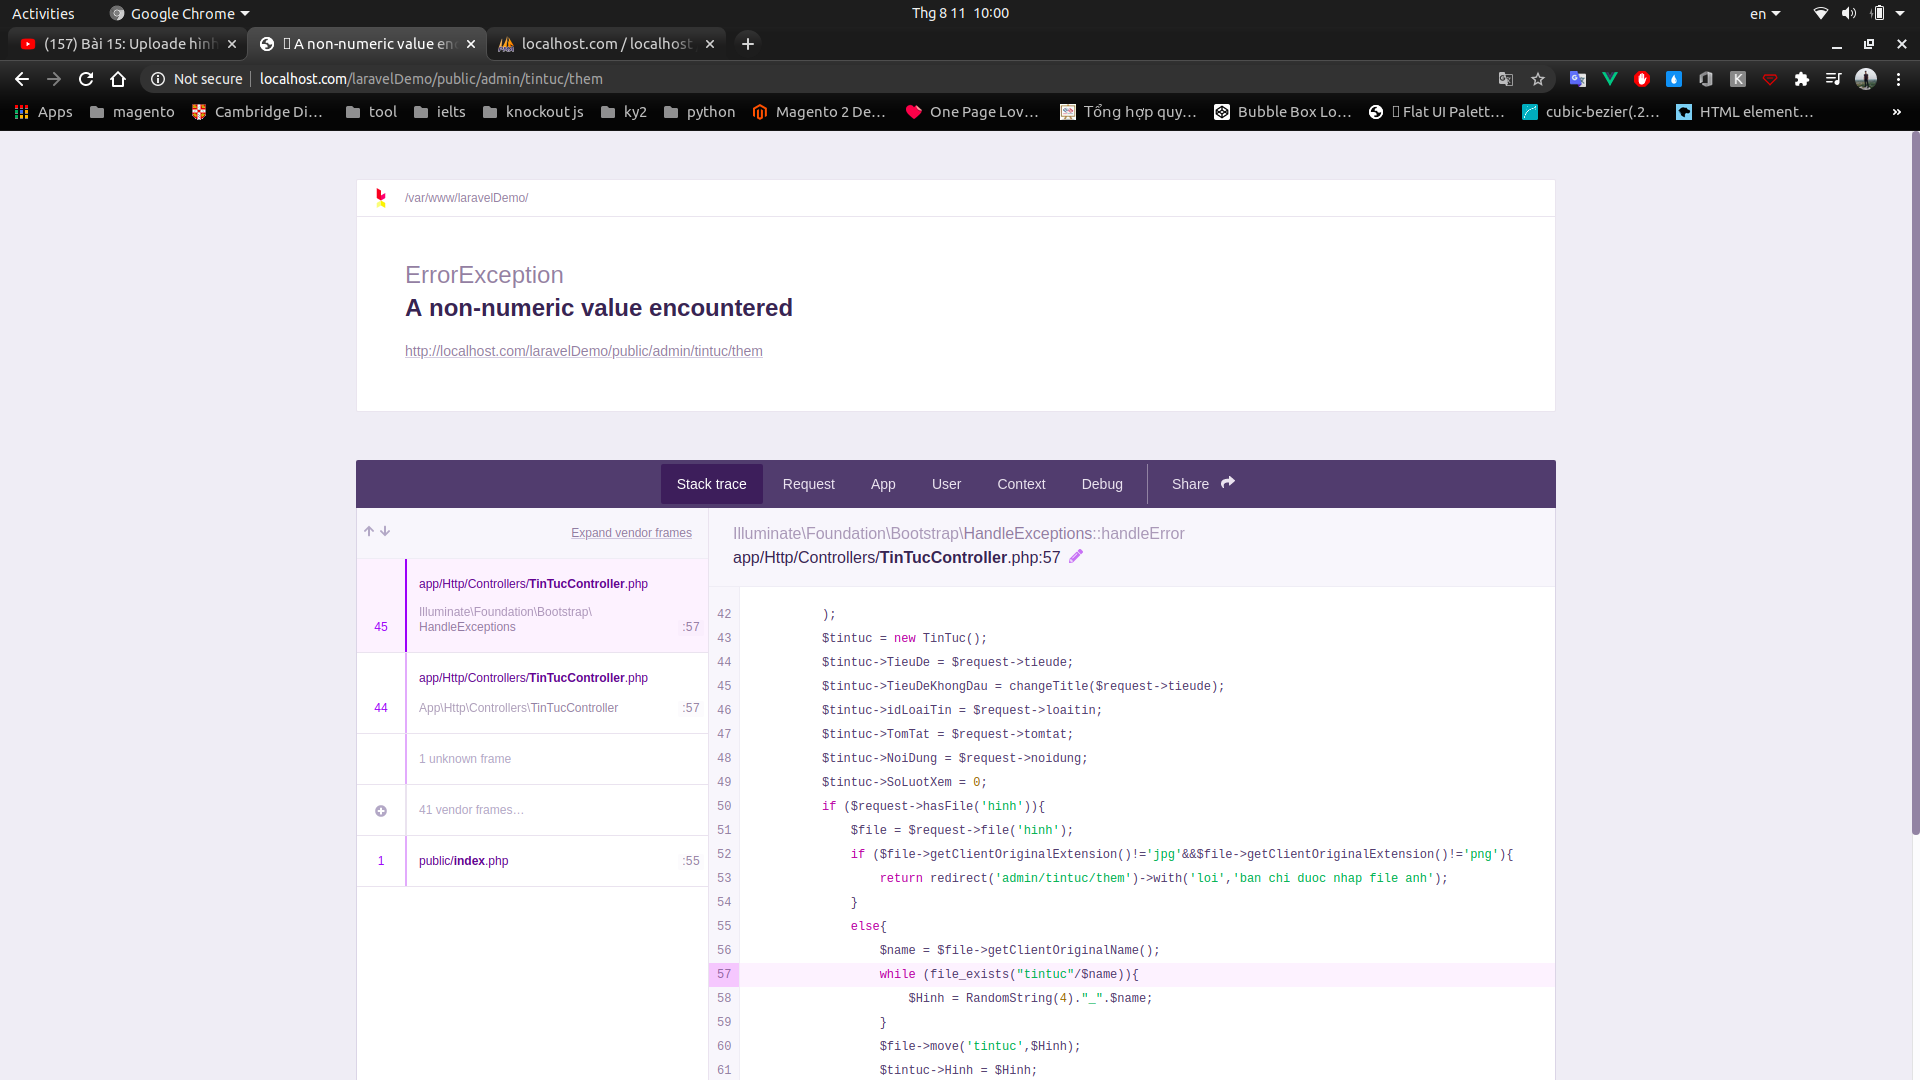 Activities
Google Chrome
Thg 8 11 10:00
en
(157) Bài 15: Uploade hình
A non-numeric value enc
localhost.com / localhost
Not secure
localhost.com/laravelDemo/public/admin/tintuc/them
Apps
magento
Cambridge Di...
tool
ielts
knockout js
ky2
python
Magento 2 De...
One Page Lov...
Tổng hợp quy...
Bubble Box Lo...
Flat UI Palett...
cubic-bezier(.2...
HTML element...
»
/var/www/laravelDemo/
ErrorException
A non-numeric value encountered
http://localhost.com/laravelDemo/public/admin/tintuc/them
Stack trace
Request
App
User
Context
Debug
Share
Expand vendor frames
app/Http/Controllers/TinTucController.php
Illuminate\Foundation\Bootstrap\
45 HandleExceptions :57
app/Http/Controllers/TinTucController.php
44 App\Http\Controllers\TinTucController :57
1 unknown frame
41 vendor frames...
1 public/index.php :55
Illuminate\Foundation\Bootstrap\HandleExceptions::handleError
app/Http/Controllers/TinTucController.php:57
42 );
43 $tintuc = new TinTuc();
44 $tintuc->TieuDe = $request->tieude;
45 $tintuc->TieuDeKhongDau = changeTitle($request->tieude);
46 $tintuc->idLoaiTin = $request->loaitin;
47 $tintuc->TomTat = $request->tomtat;
48 $tintuc->NoiDung = $request->noidung;
49 $tintuc->SoLuotXem = 0;
50 if ($request->hasFile('hinh')){
51 $file = $request->file('hinh');
52 if ($file->getClientOriginalExtension()!='jpg'&&$file->getClientOriginalExtension()!='png'){
53 return redirect('admin/tintuc/them')->with('loi','ban chi duoc nhap file anh');
54 }
55 else{
56 $name = $file->getClientOriginalName();
57 while (file_exists("tintuc"/$name)){
58 $Hinh = RandomString(4)."_".$name;
59 }
60 $file->move('tintuc',$Hinh);
61 $tintuc->Hinh = $Hinh;